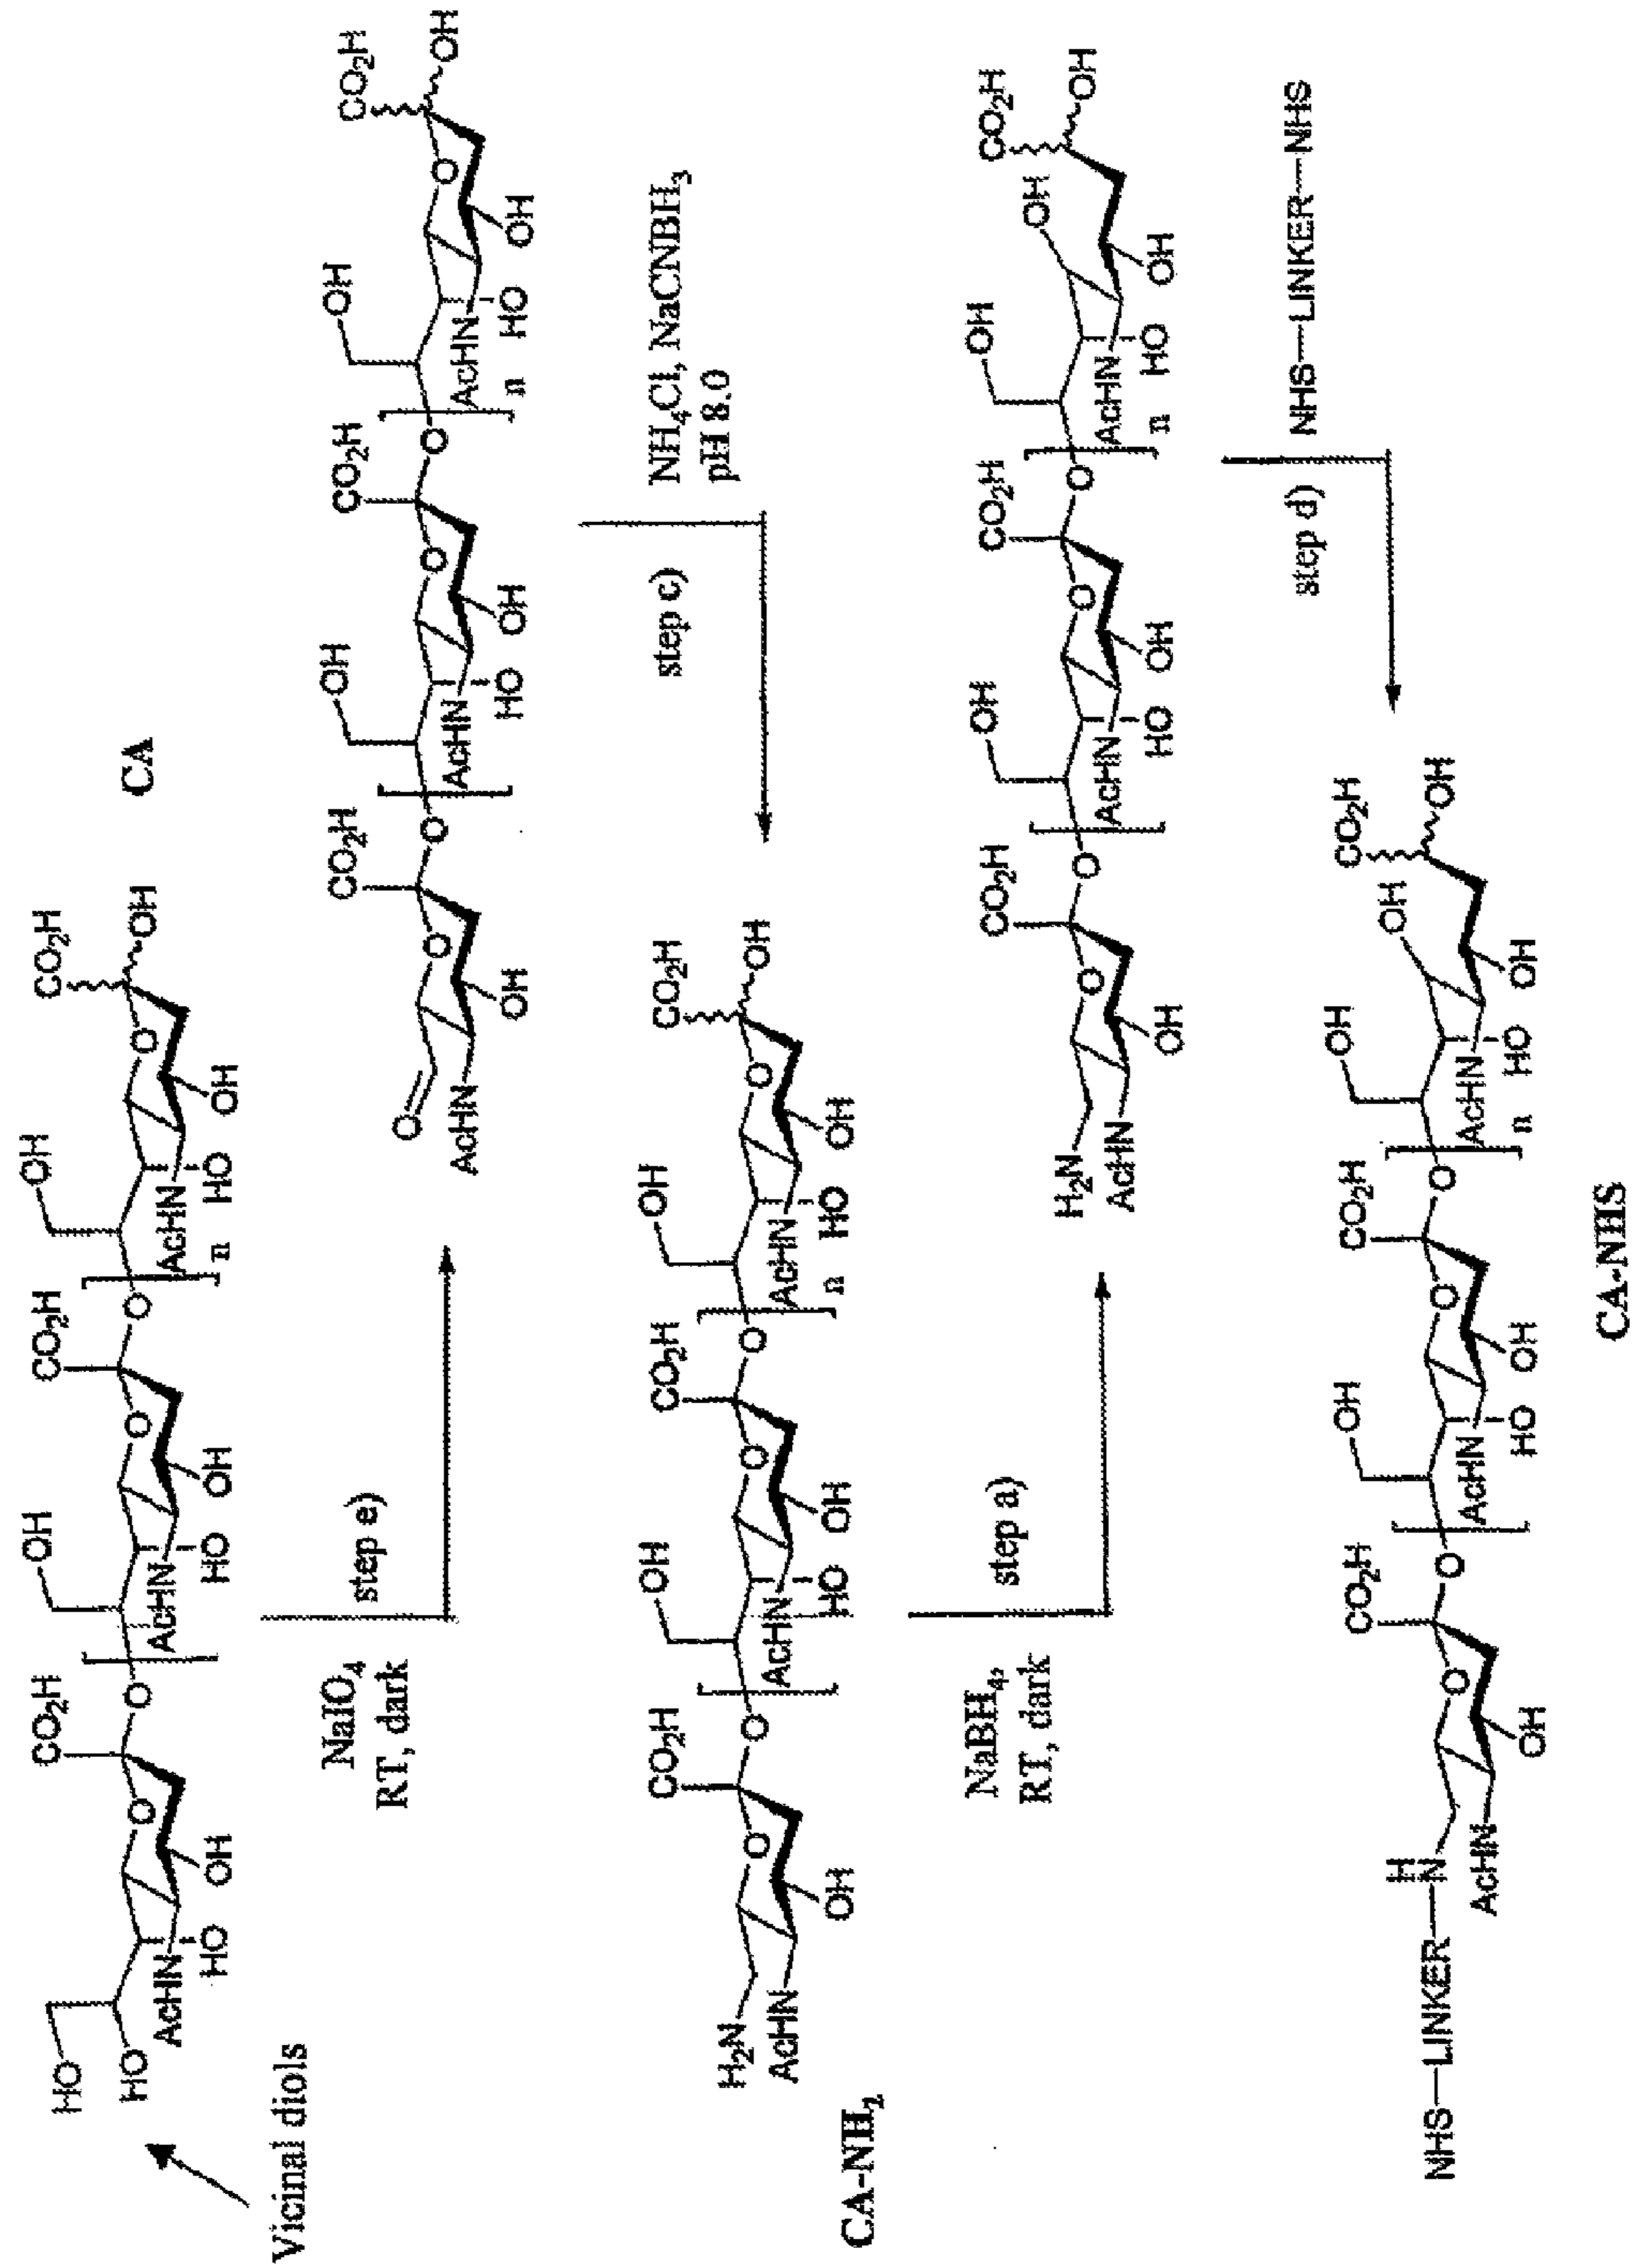 HO CO₂H OH CO₂H OH CO₂H CA
HO O O O O O OH
AcHN HO OH AcHN HO OH AcHN HO OH
n
Vicinal diols
NaIO₄
RT, dark
step e)
CO₂H OH CO₂H OH CO₂H
O O O O O O OH
AcHN OH AcHN HO OH AcHN HO OH
n
step c)
NH₄Cl, NaCNBH₃
pH 8.0
CO₂H OH CO₂H OH CO₂H
H₂N O O O O O OH
AcHN OH AcHN HO OH AcHN HO OH
n
CA-NH₂
NaBH₄,
RT, dark
step a)
CO₂H OH CO₂H OH CO₂H
H₂N O O O O OH OH
AcHN OH AcHN HO OH AcHN HO OH
n
step d)
NHS—LINKER—NHS
CO₂H OH CO₂H OH CO₂H
H
NHS—LINKER—N O O O O OH OH
AcHN OH AcHN HO OH AcHN HO OH
n
CA-NHS